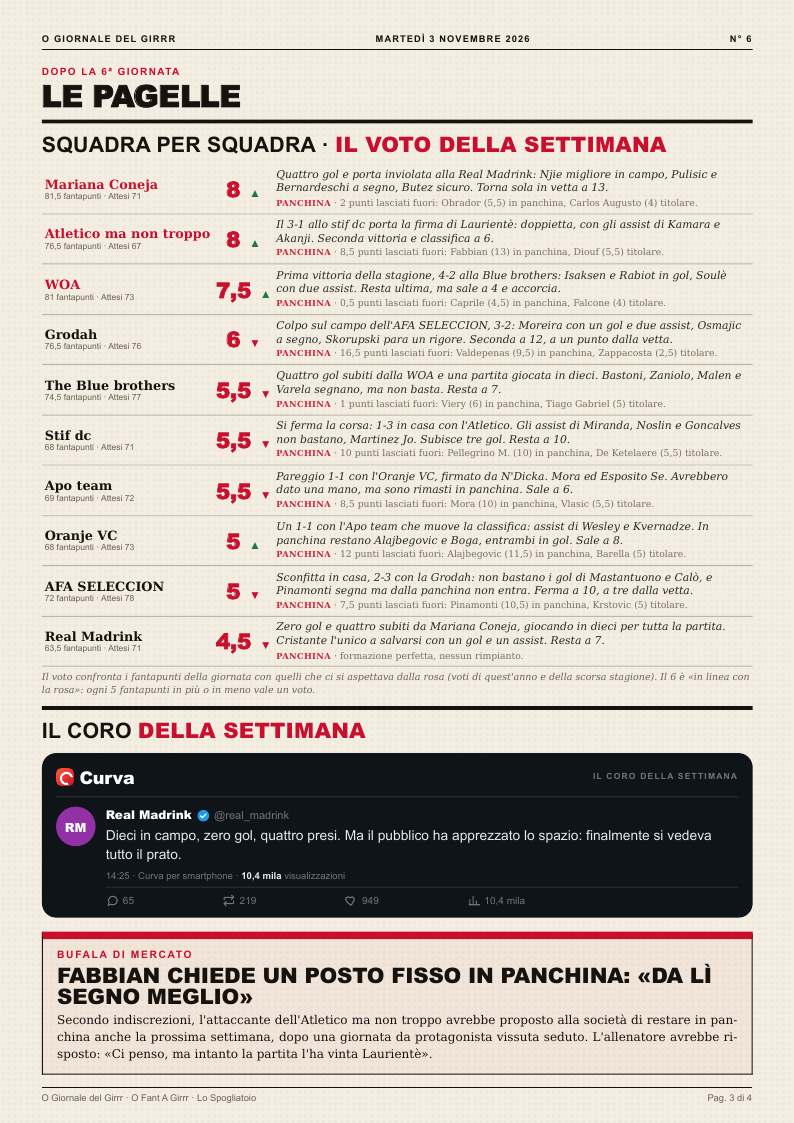 O GIORNALE DEL GIRRR
MARTEDÌ 3 NOVEMBRE 2026
N° 6
DOPO LA 6ª GIORNATA
LE PAGELLE
SQUADRA PER SQUADRA · IL VOTO DELLA SETTIMANA
Mariana Coneja
81,5 fantapunti · Attesi 71
8 ▲
Quattro gol e porta inviolata alla Real Madrink: Njie migliore in campo, Pulisic e
Bernardeschi a segno, Butez sicuro. Torna sola in vetta a 13.
PANCHINA · 2 punti lasciati fuori: Obrador (5,5) in panchina, Carlos Augusto (4) titolare.
Atletico ma non troppo
76,5 fantapunti · Attesi 67
8 ▲
Il 3-1 allo stif dc porta la firma di Laurientè: doppietta, con gli assist di Kamara e
Akanji. Seconda vittoria e classifica a 6.
PANCHINA · 8,5 punti lasciati fuori: Fabbian (13) in panchina, Diouf (5,5) titolare.
WOA
81 fantapunti · Attesi 73
7,5 ▲
Prima vittoria della stagione, 4-2 alla Blue brothers: Isaksen e Rabiot in gol, Soulè
con due assist. Resta ultima, ma sale a 4 e accorcia.
PANCHINA · 0,5 punti lasciati fuori: Caprile (4,5) in panchina, Falcone (4) titolare.
Grodah
76,5 fantapunti · Attesi 76
6 ▼
Colpo sul campo dell'AFA SELECCION, 3-2: Moreira con un gol e due assist, Osmajic
a segno, Skorupski para un rigore. Seconda a 12, a un punto dalla vetta.
PANCHINA · 16,5 punti lasciati fuori: Valdepenas (9,5) in panchina, Zappacosta (2,5) titolare.
The Blue brothers
74,5 fantapunti · Attesi 77
5,5 ▼
Quattro gol subiti dalla WOA e una partita giocata in dieci. Bastoni, Zaniolo, Malen e
Varela segnano, ma non basta. Resta a 7.
PANCHINA · 1 punti lasciati fuori: Viery (6) in panchina, Tiago Gabriel (5) titolare.
Stif dc
68 fantapunti · Attesi 71
5,5 ▼
Si ferma la corsa: 1-3 in casa con l'Atletico. Gli assist di Miranda, Noslin e Goncalves
non bastano, Martinez Jo. Subisce tre gol. Resta a 10.
PANCHINA · 10 punti lasciati fuori: Pellegrino M. (10) in panchina, De Ketelaere (5,5) titolare.
Apo team
69 fantapunti · Attesi 72
5,5 ▼
Pareggio 1-1 con l'Oranje VC, firmato da N'Dicka. Mora ed Esposito Se. Avrebbero
dato una mano, ma sono rimasti in panchina. Sale a 6.
PANCHINA · 8,5 punti lasciati fuori: Mora (10) in panchina, Vlasic (5,5) titolare.
Oranje VC
68 fantapunti · Attesi 73
5 ▲
Un 1-1 con l'Apo team che muove la classifica: assist di Wesley e Kvernadze. In
panchina restano Alajbegovic e Boga, entrambi in gol. Sale a 8.
PANCHINA · 12 punti lasciati fuori: Alajbegovic (11,5) in panchina, Barella (5) titolare.
AFA SELECCION
72 fantapunti · Attesi 78
5 ▼
Sconfitta in casa, 2-3 con la Grodah: non bastano i gol di Mastantuono e Calò, e
Pinamonti segna ma dalla panchina non entra. Ferma a 10, a tre dalla vetta.
PANCHINA · 7,5 punti lasciati fuori: Pinamonti (10,5) in panchina, Krstovic (5) titolare.
Real Madrink
63,5 fantapunti · Attesi 71
4,5 ▼
Zero gol e quattro subiti da Mariana Coneja, giocando in dieci per tutta la partita.
Cristante l'unico a salvarsi con un gol e un assist. Resta a 7.
PANCHINA · formazione perfetta, nessun rimpianto.
Il voto confronta i fantapunti della giornata con quelli che ci si aspettava dalla rosa (voti di quest'anno e della scorsa stagione). Il 6 è «in linea con
la rosa»: ogni 5 fantapunti in più o in meno vale un voto.
IL CORO DELLA SETTIMANA
Curva
IL CORO DELLA SETTIMANA
RM
Real Madrink @real_madrink
Dieci in campo, zero gol, quattro presi. Ma il pubblico ha apprezzato lo spazio: finalmente si vedeva
tutto il prato.
14:25 · Curva per smartphone · 10,4 mila visualizzazioni
65
219
949
10,4 mila
BUFALA DI MERCATO
FABBIAN CHIEDE UN POSTO FISSO IN PANCHINA: «DA LÌ
SEGNO MEGLIO»
Secondo indiscrezioni, l'attaccante dell'Atletico ma non troppo avrebbe proposto alla società di restare in pan-
china anche la prossima settimana, dopo una giornata da protagonista vissuta seduto. L'allenatore avrebbe ri-
sposto: «Ci penso, ma intanto la partita l'ha vinta Laurientè».
O Giornale del Girrr · O Fant A Girrr · Lo Spogliatoio
Pag. 3 di 4